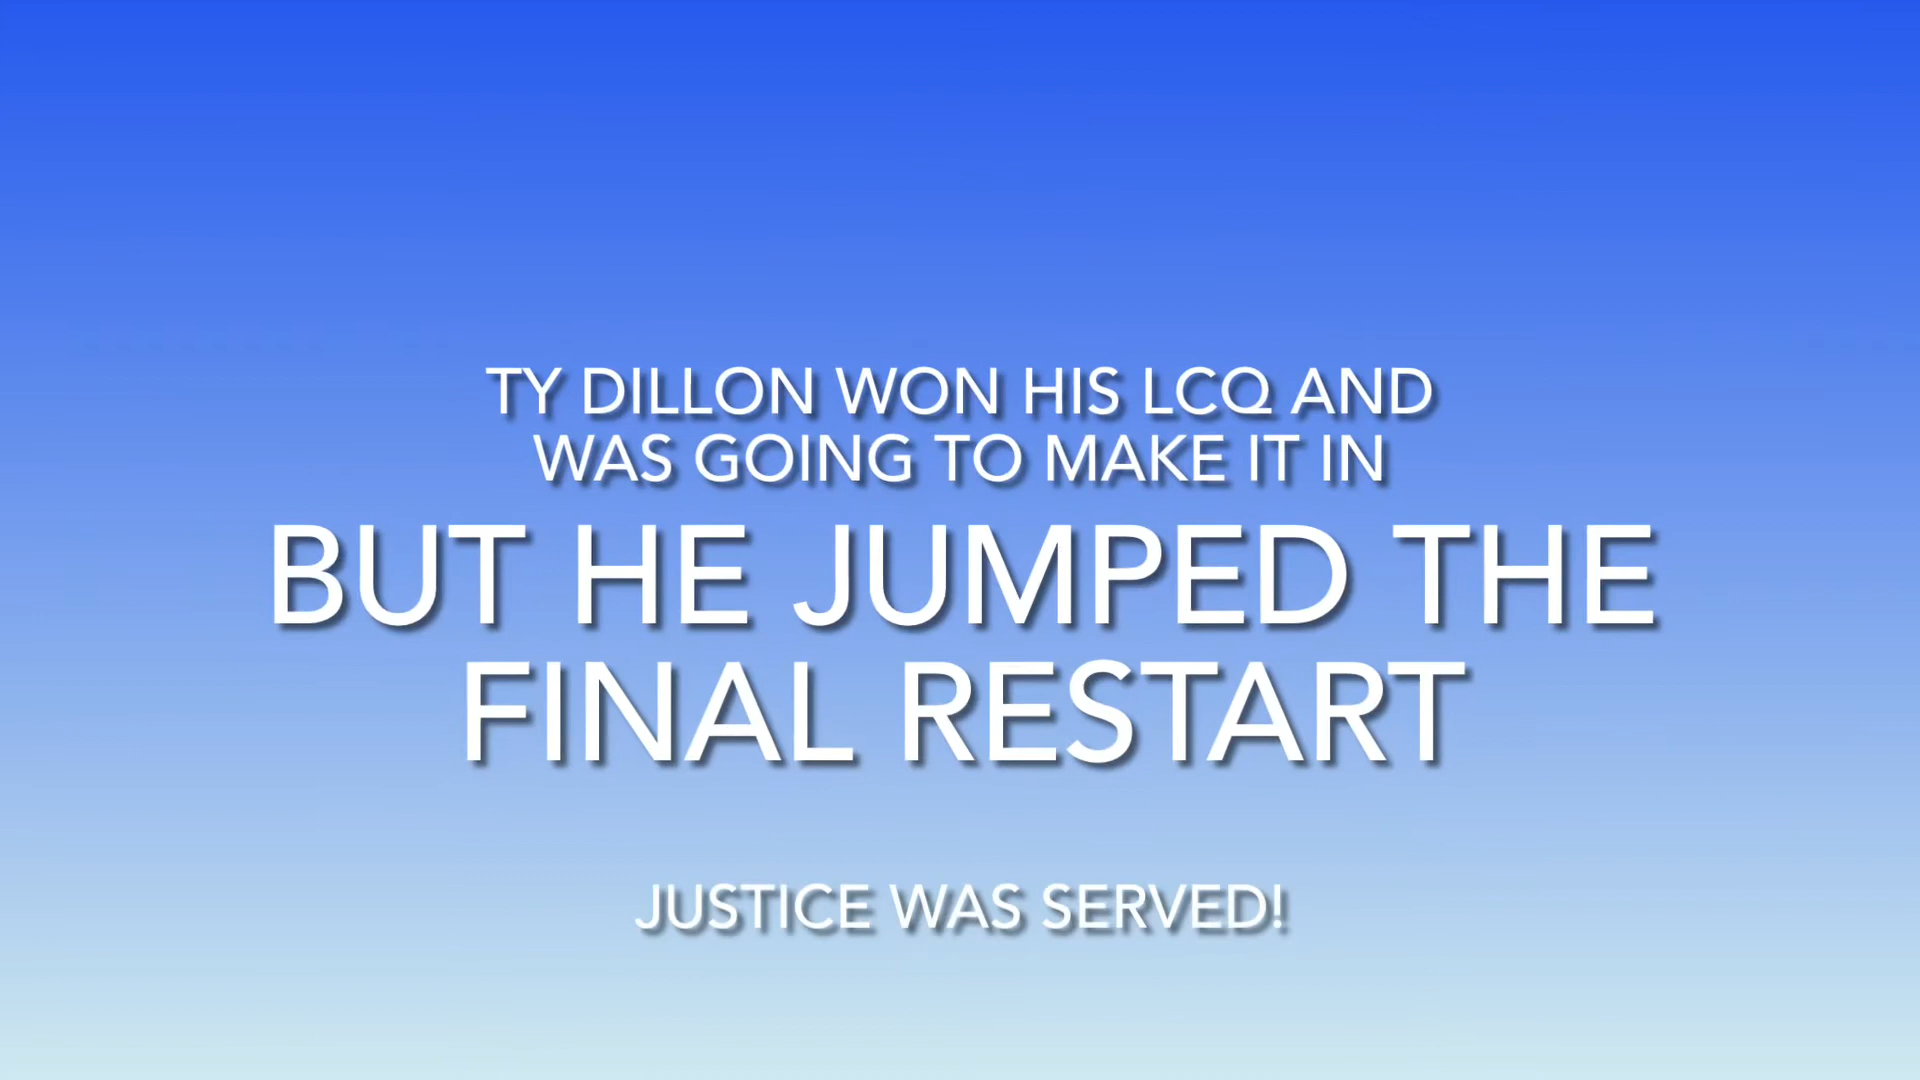 TY DILLON WON HIS LCQ AND
WAS GOING TO MAKE IT IN
BUT HE JUMPED THE
FINAL RESTART
JUSTICE WAS SERVED!